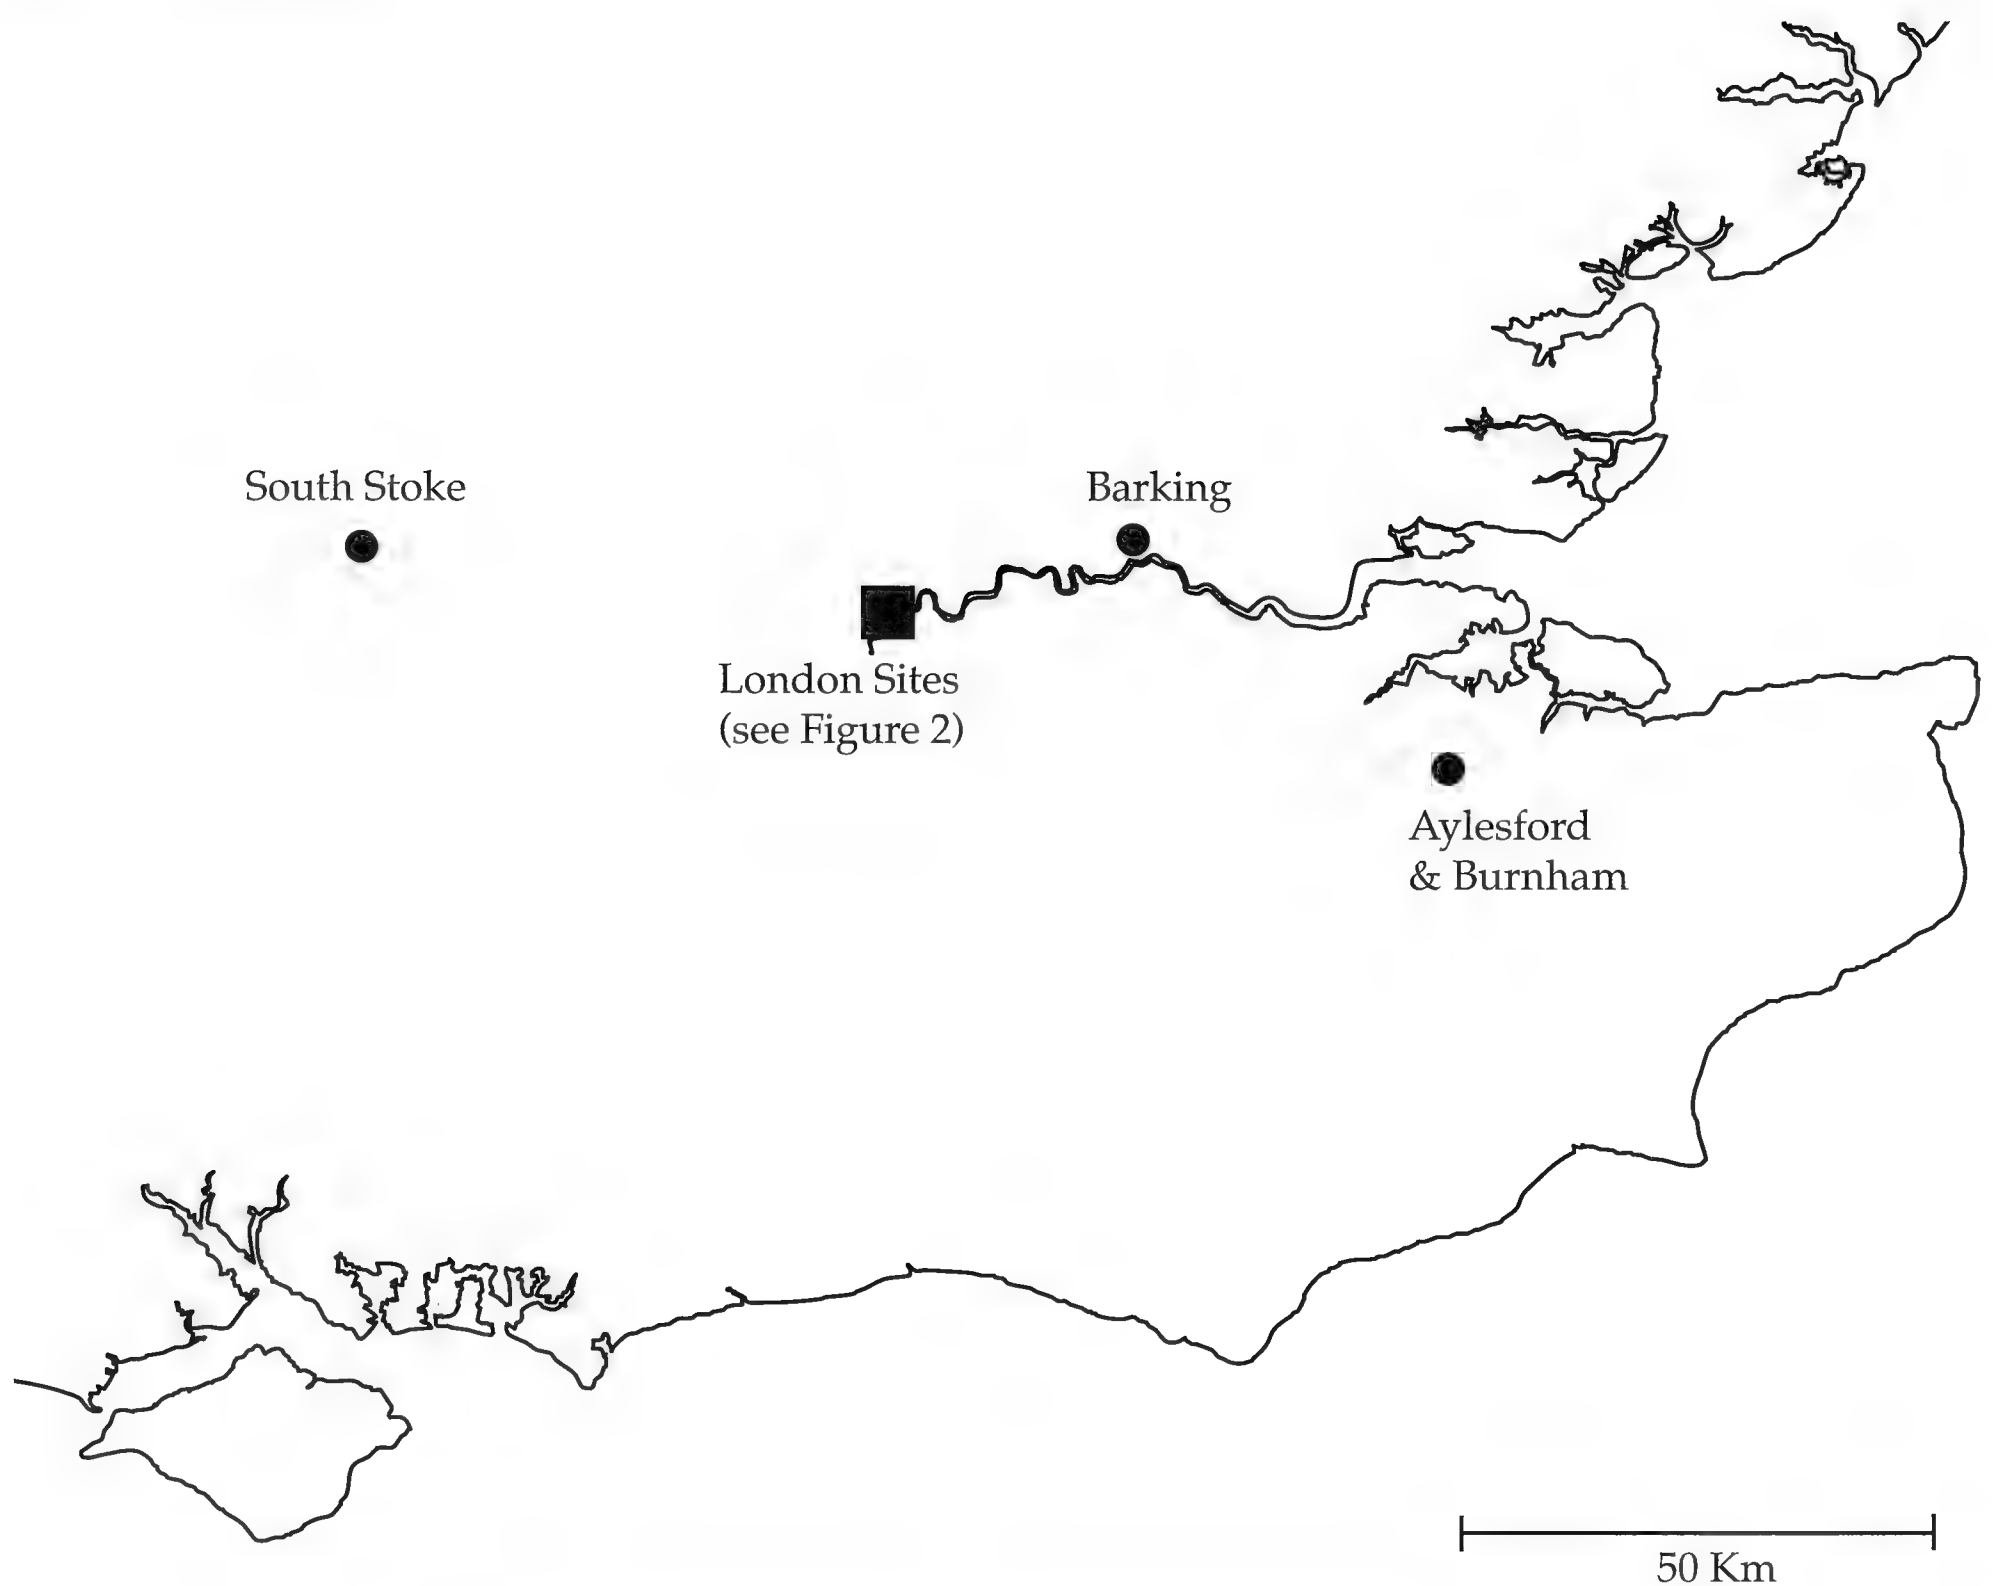 South Stoke
Barking
London Sites
(see Figure 2)
Aylesford
& Burnham
50 Km